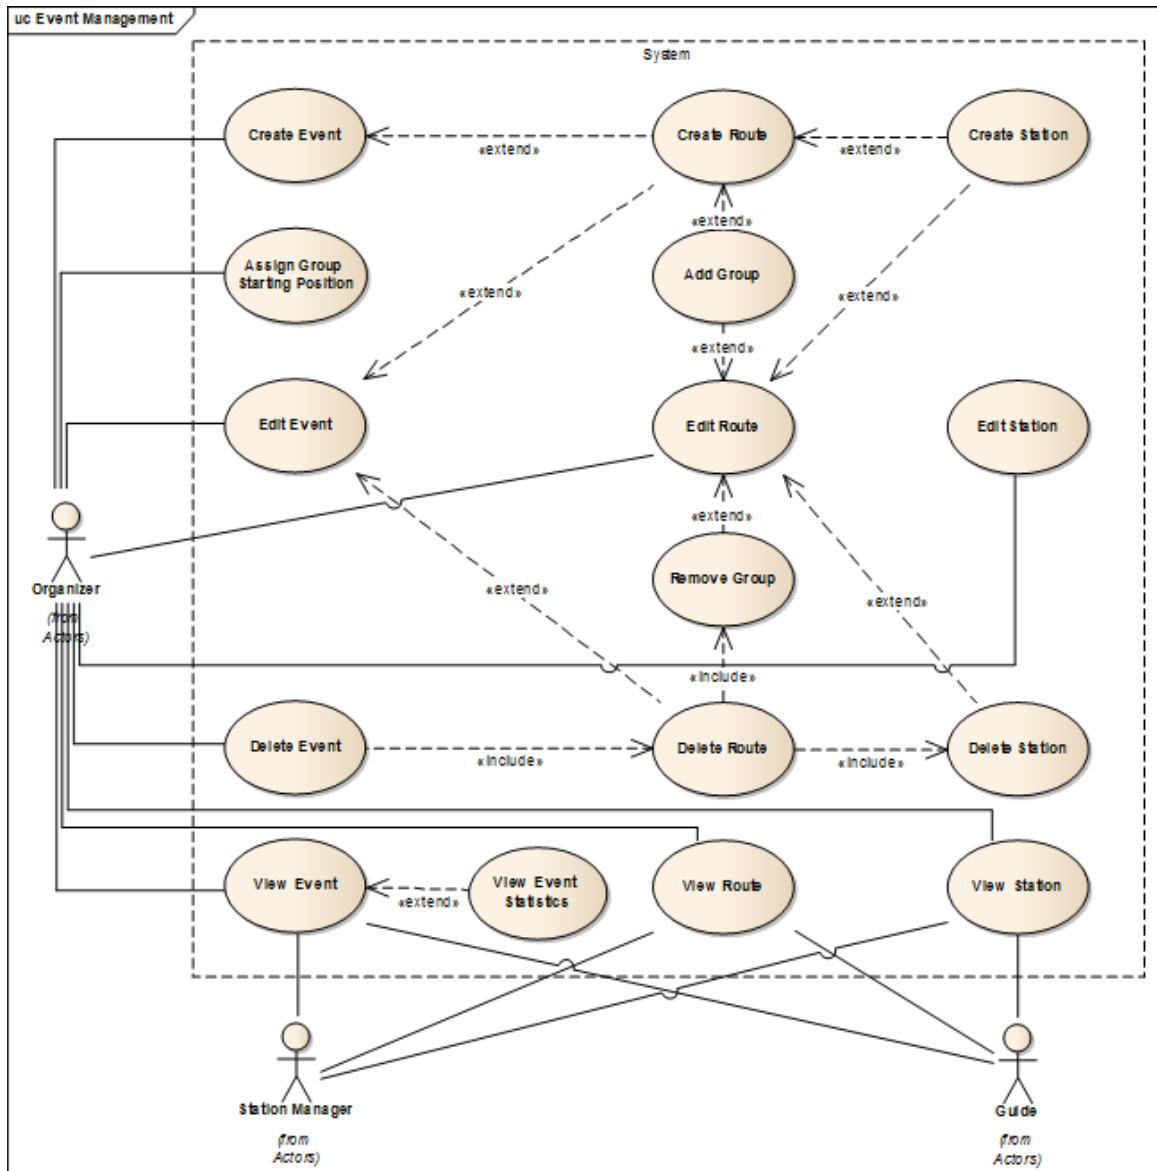 uc Event Management
System
Create Event
«extend»
Create Route
«extend»
Create Station
«extend»
Assign Group
Starting Position
«extend»
Add Group
«extend»
«extend»
Edit Event
Edit Route
Edit Station
«extend»
Organizer
(from
Actors)
«extend»
Remove Group
«extend»
«include»
Delete Event
«include»
Delete Route
«include»
Delete Station
View Event
«extend»
View Event
Statistics
View Route
View Station
Station Manager
(from
Actors)
Guide
(from
Actors)